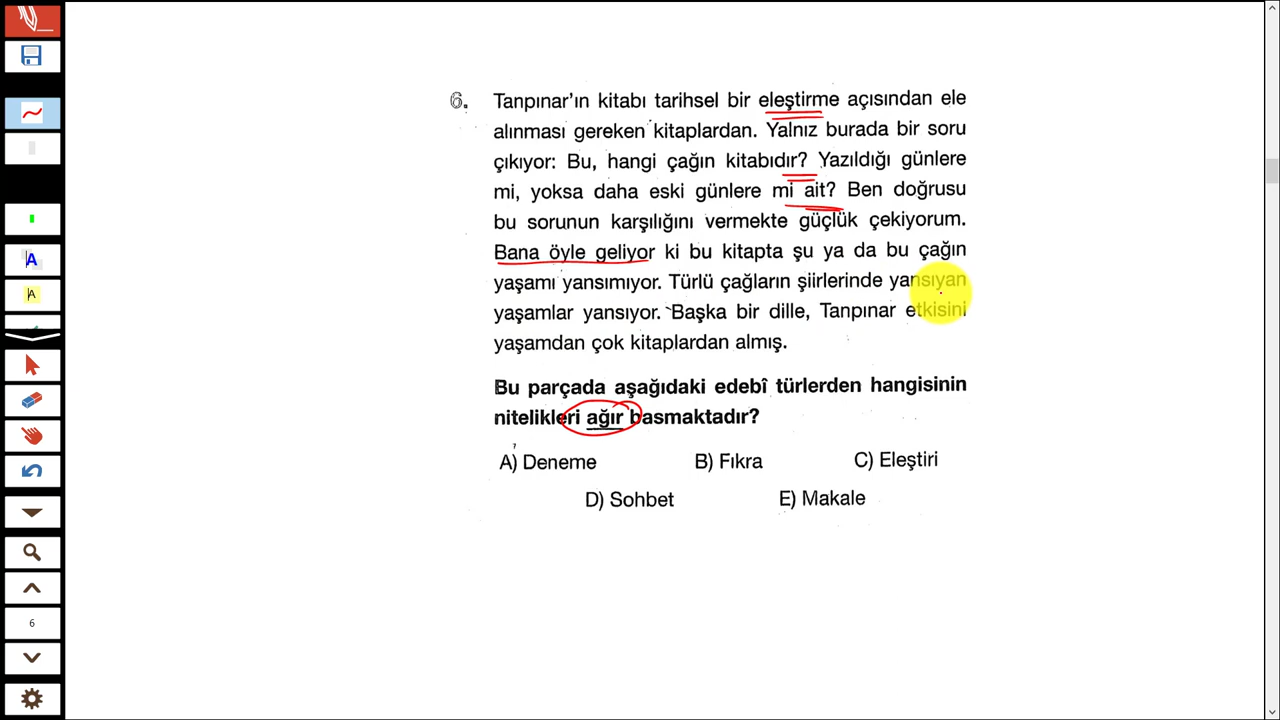 6. Tanpınar'ın kitabı tarihsel bir eleştirme açısından ele
alınması gereken kitaplardan. Yalnız burada bir soru
çıkıyor: Bu, hangi çağın kitabıdır? Yazıldığı günlere
mi, yoksa daha eski günlere mi ait? Ben doğrusu
bu sorunun karşılığını vermekte güçlük çekiyorum.
Bana öyle geliyor ki bu kitapta şu ya da bu çağın
yaşamı yansımıyor. Türlü çağların şiirlerinde yansıyan
yaşamlar yansıyor. Başka bir dille, Tanpınar etkisini
yaşamdan çok kitaplardan almış.
Bu parçada aşağıdaki edebî türlerden hangisinin
nitelikleri ağır basmaktadır?
A) Deneme B) Fıkra C) Eleştiri
D) Sohbet E) Makale
A
A
6